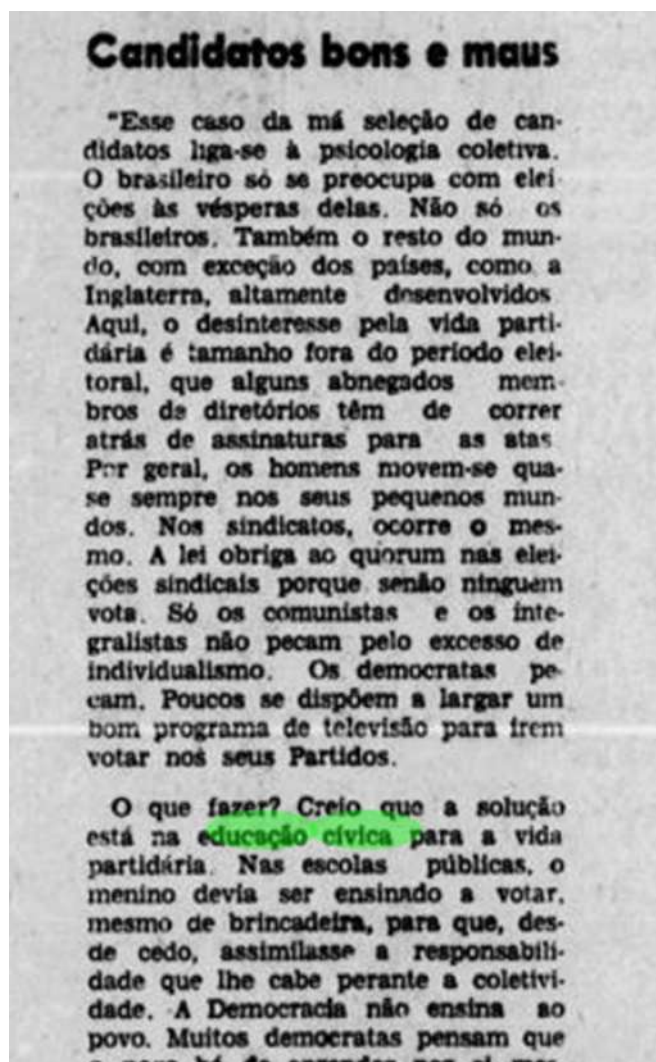 Candidatos bons e maus
"Esse caso da má seleção de can-
didatos liga-se à psicologia coletiva.
O brasileiro só se preocupa com elei-
ções às vésperas delas. Não só os
brasileiros. Também o resto do mun-
do, com exceção dos países, como a
Inglaterra, altamente desenvolvidos
Aqui, o desinteresse pela vida parti-
dária é tamanho fora do período elei-
toral, que alguns abnegados mem-
bros de diretórios têm de correr
atrás de assinaturas para as atas
Por geral, os homens movem-se qua-
se sempre nos seus pequenos mun-
dos. Nos sindicatos, ocorre o mes-
mo. A lei obriga ao quorum nas elei-
ções sindicais porque senão ninguém
vota. Só os comunistas e os inte-
gralistas não pecam pelo excesso de
individualismo. Os democratas pe-
cam. Poucos se dispõem a largar um
bom programa de televisão para irem
votar nos seus Partidos.
O que fazer? Creio que a solução
está na educação cívica para a vida
partidária. Nas escolas públicas, o
menino devia ser ensinado a votar,
mesmo de brincadeira, para que, des-
de cedo, assimilasse a responsabili-
dade que lhe cabe perante a coletivi-
dade. A Democracia não ensina ao
povo. Muitos democratas pensam que